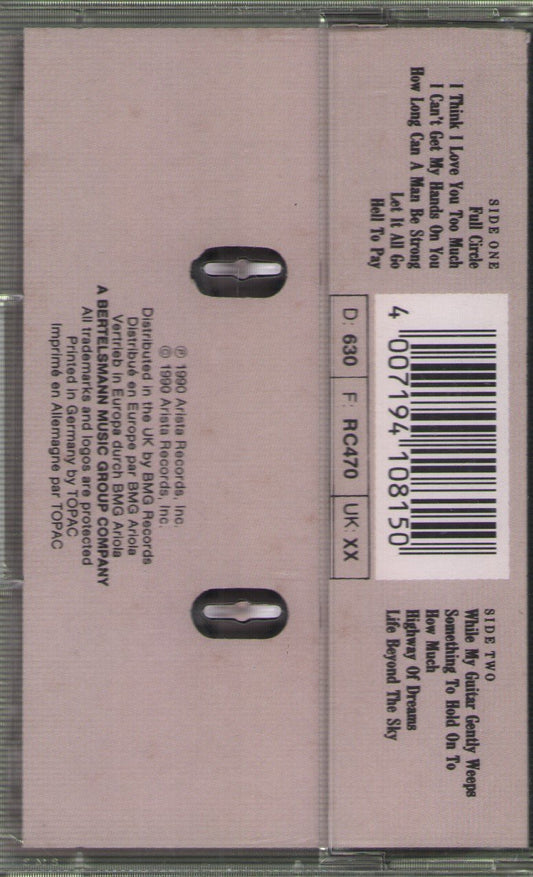 SIDE ONE
Full Circle
I Think I Love You Too Much
I Can't Get My Hands On You
How Long Can A Man Be Strong
Let It All Go
Hell To Pay
4 007194 108150
D: 630
F: RC470
UK: XX
SIDE TWO
While My Guitar Gently Weeps
Something To Hold On To
How Much
Highway Of Dreams
Life Beyond The Sky
℗ 1990 Arista Records, Inc.
© 1990 Arista Records, Inc.
Distributed in the UK by BMG Records
Distribué en Europe par BMG Ariola
Vertrieb in Europa durch BMG Ariola
A BERTELSMANN MUSIC GROUP COMPANY
All trademarks and logos are protected
Printed in Germany by TOPAC
Imprimé en Allemagne par TOPAC